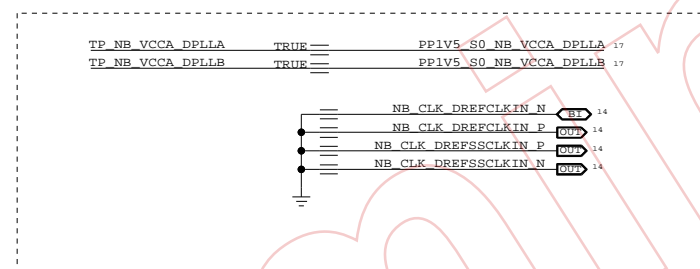 TP_NB_VCCA_DPLLA TRUE PP1V5_S0_NB_VCCA_DPLLA 17
TP_NB_VCCA_DPLLB TRUE PP1V5_S0_NB_VCCA_DPLLB 17
NB_CLK_DREFCLKIN_N BI 14
NB_CLK_DREFCLKIN_P OUT 14
NB_CLK_DREFSSCLKIN_P OUT 14
NB_CLK_DREFSSCLKIN_N OUT 14